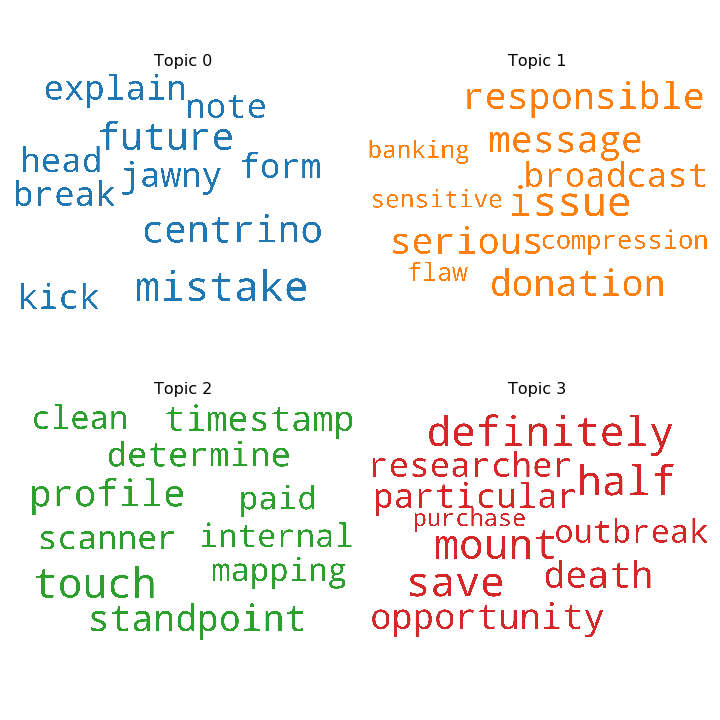 Topic 0
explain
note
future
head
jawny
form
break
centrino
mistake
kick
Topic 1
responsible
message
banking
broadcast
sensitive
issue
serious
compression
flaw
donation
Topic 2
clean
timestamp
determine
profile
paid
scanner
internal
mapping
touch
standpoint
Topic 3
definitely
researcher
half
particular
purchase
outbreak
mount
death
save
opportunity